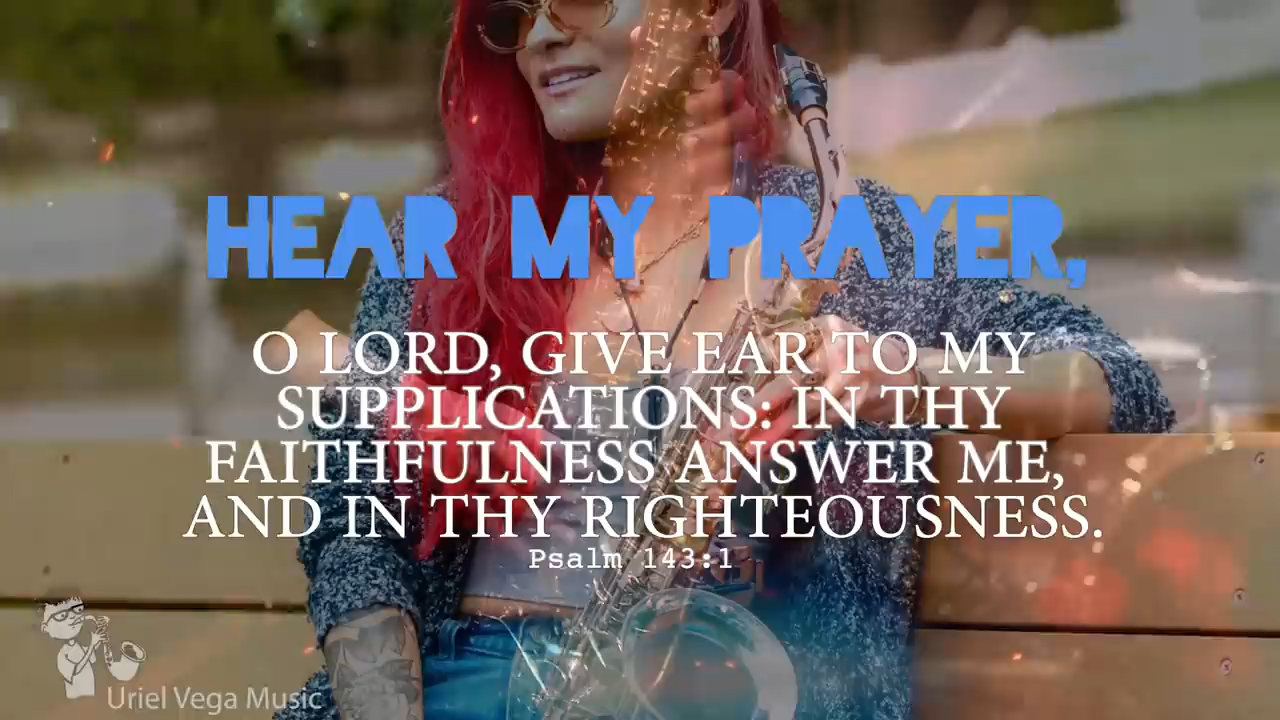 HEAR MY PRAYER,
O LORD, GIVE EAR TO MY
SUPPLICATIONS: IN THY
FAITHFULNESS ANSWER ME,
AND IN THY RIGHTEOUSNESS.
Psalm 143:1
Uriel Vega Music